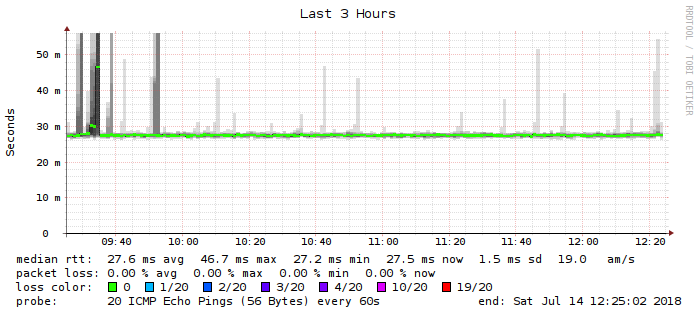 Last 3 Hours
RRDTOOL / TOBI OETIKER
Seconds
50 m
40 m
30 m
20 m
10 m
0
09:40 10:00 10:20 10:40 11:00 11:20 11:40 12:00 12:20
median rtt: 27.6 ms avg 46.7 ms max 27.2 ms min 27.5 ms now 1.5 ms sd 19.0 am/s
packet loss: 0.00 % avg 0.00 % max 0.00 % min 0.00 % now
loss color: 0 1/20 2/20 3/20 4/20 10/20 19/20
probe: 20 ICMP Echo Pings (56 Bytes) every 60s end: Sat Jul 14 12:25:02 2018